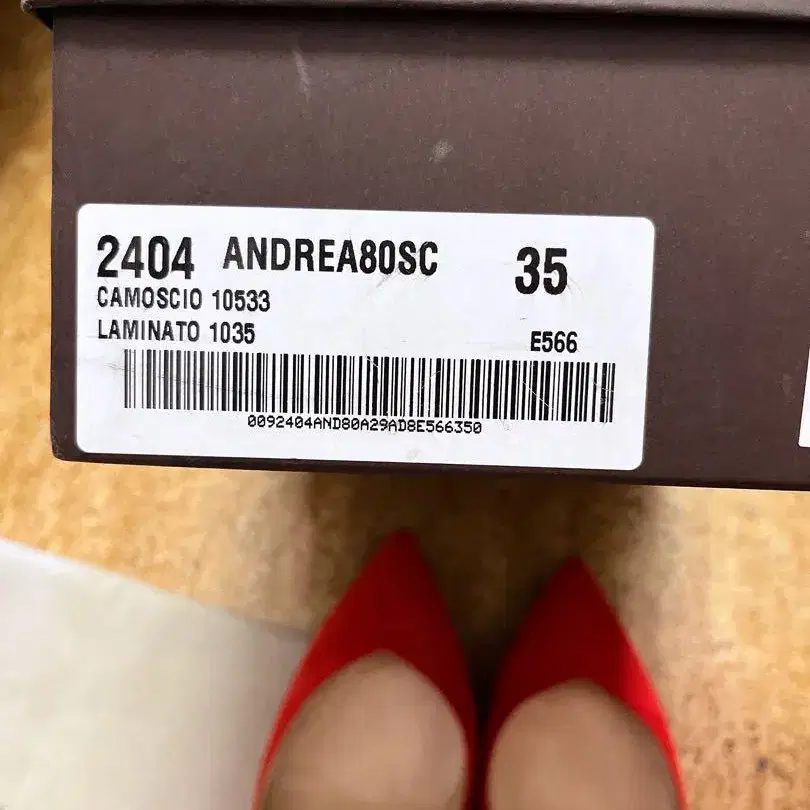 2404 ANDREA80SC 35
CAMOSCIO 10533
LAMINATO 1035 E566
0092404AND80A29AD8E566350